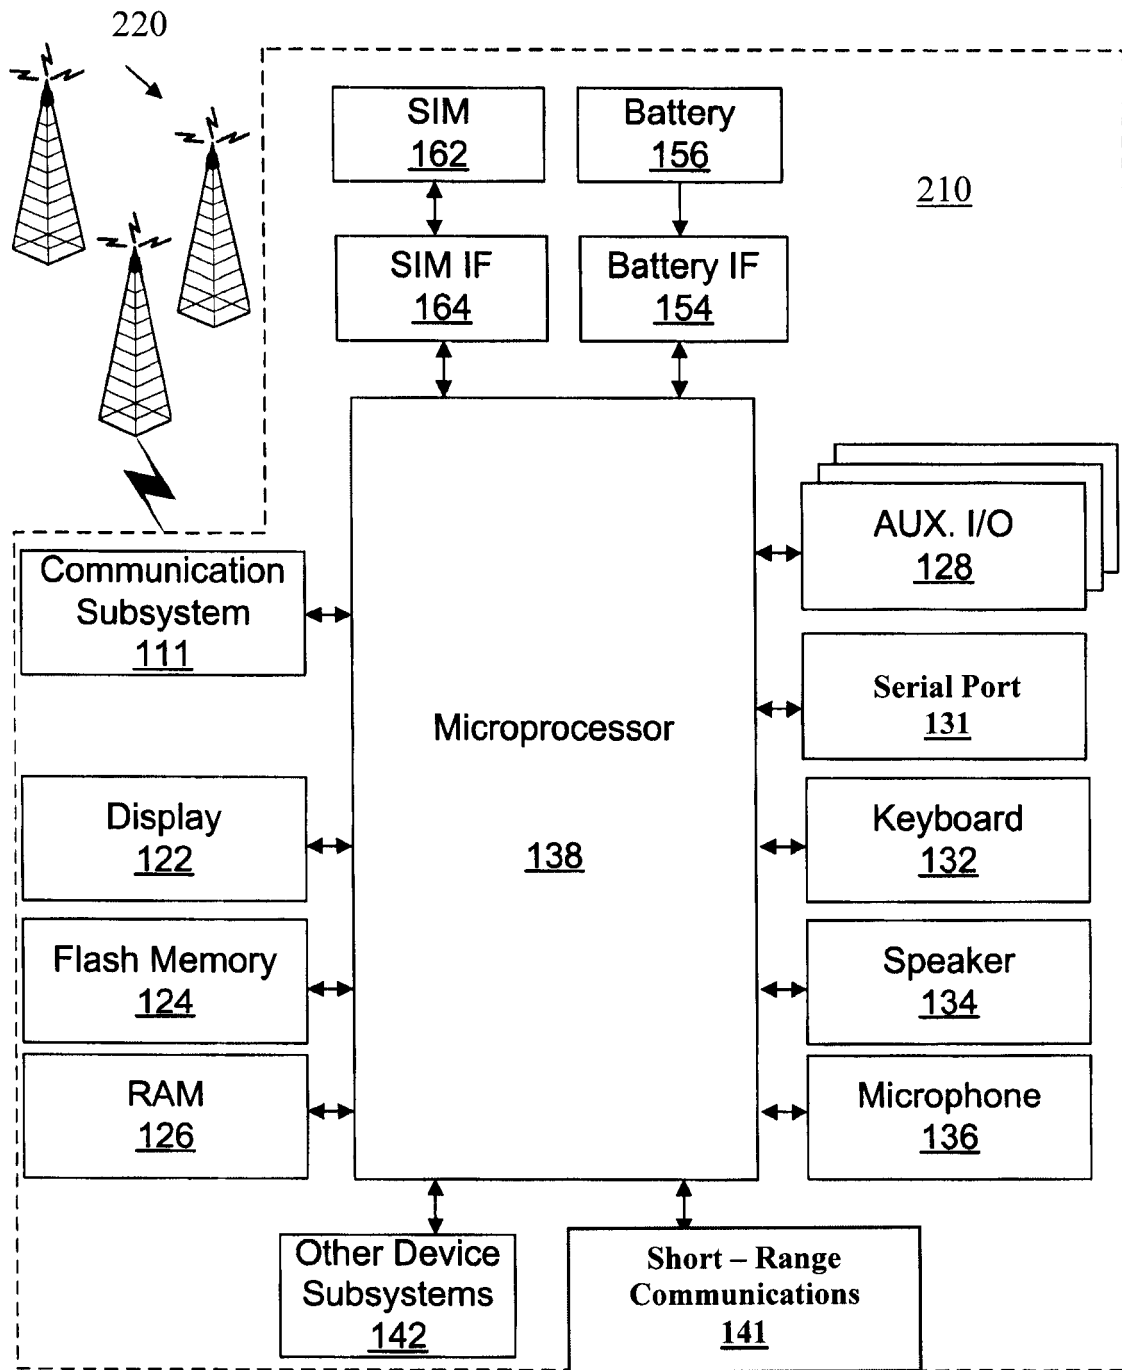 220
SIM
162
Battery
156
210
SIM IF
164
Battery IF
154
AUX. I/O
128
Communication
Subsystem
111
Serial Port
131
Microprocessor
138
Display
122
Keyboard
132
Flash Memory
124
Speaker
134
RAM
126
Microphone
136
Other Device
Subsystems
142
Short – Range
Communications
141